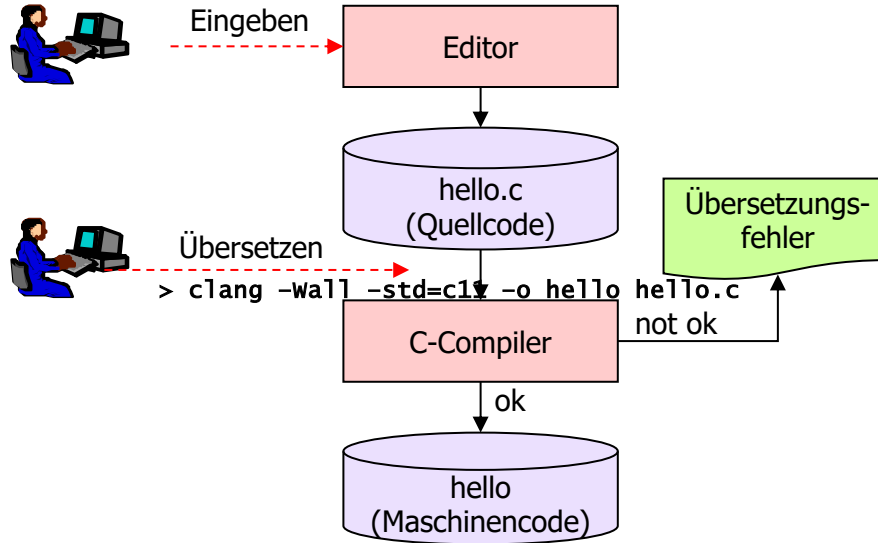 Eingeben
Editor
hello.c
(Quellcode)
Übersetzungs-
fehler
Übersetzen
> clang –Wall –std=c11 –o hello hello.c
C-Compiler
not ok
ok
hello
(Maschinencode)